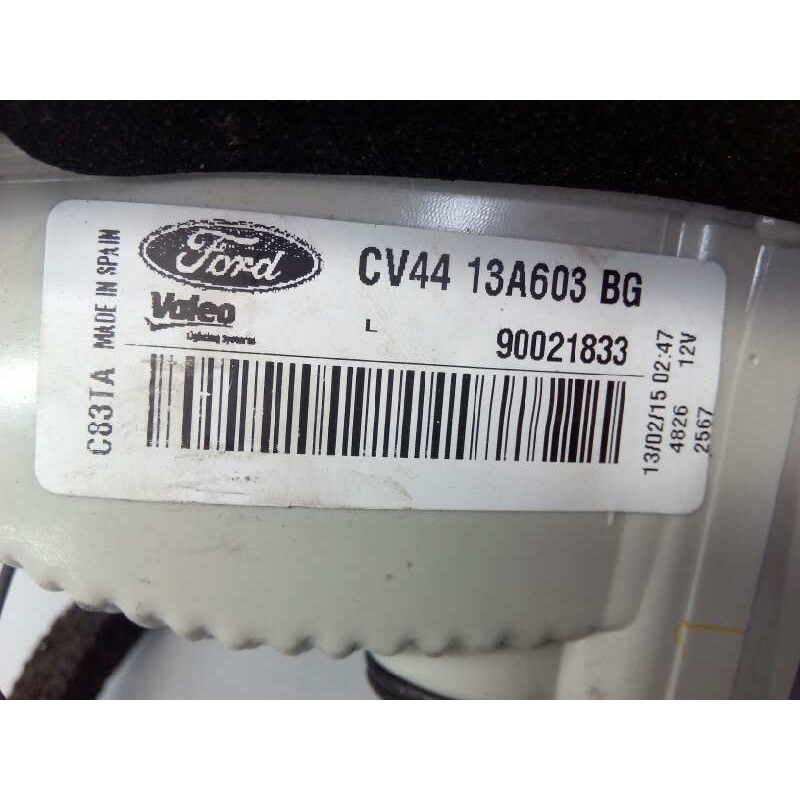 Ford
CV44 13A603 BG
Valeo
Lighting Systems
L
90021833
C83TA MADE IN SPAIN
13/02/15 02:47
4826 12V
2567